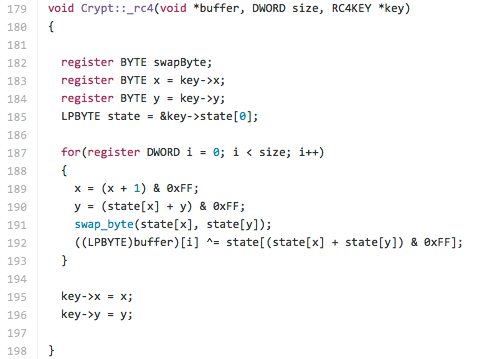 179 void Crypt::_rc4(void *buffer, DWORD size, RC4KEY *key)
180 {
181
182 register BYTE swapByte;
183 register BYTE x = key->x;
184 register BYTE y = key->y;
185 LPBYTE state = &key->state[0];
186
187 for(register DWORD i = 0; i < size; i++)
188 {
189 x = (x + 1) & 0xFF;
190 y = (state[x] + y) & 0xFF;
191 swap_byte(state[x], state[y]);
192 ((LPBYTE)buffer)[i] ^= state[(state[x] + state[y]) & 0xFF];
193 }
194
195 key->x = x;
196 key->y = y;
197
198 }